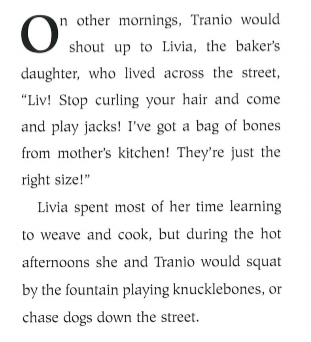 On other mornings, Tranio would
shout up to Livia, the baker's
daughter, who lived across the street,
“Liv! Stop curling your hair and come
and play jacks! I've got a bag of bones
from mother's kitchen! They're just the
right size!”
Livia spent most of her time learning
to weave and cook, but during the hot
afternoons she and Tranio would squat
by the fountain playing knucklebones, or
chase dogs down the street.